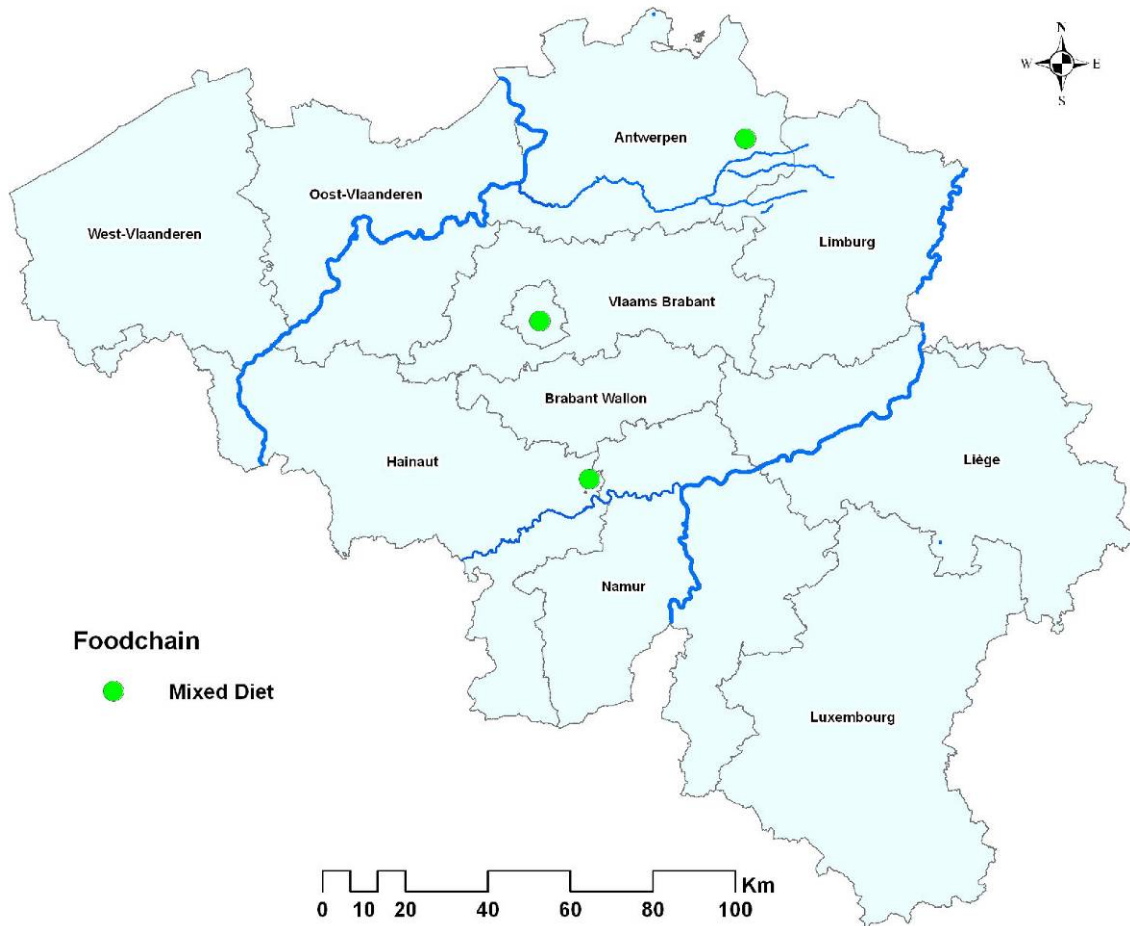 N
W E
S
Antwerpen
Oost-Vlaanderen
West-Vlaanderen
Limburg
Vlaams Brabant
Brabant Wallon
Hainaut
Liège
Namur
Foodchain
Mixed Diet
Luxembourg
Km
0 10 20 40 60 80 100